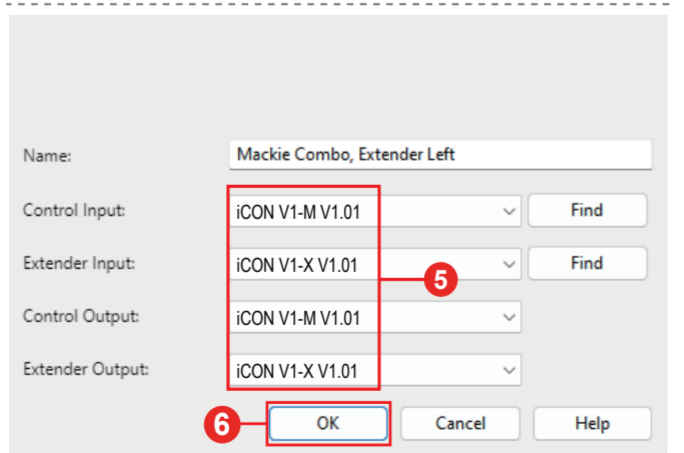 Name: Mackie Combo, Extender Left
Control Input: iCON V1-M V1.01 Find
Extender Input: iCON V1-X V1.01 Find
5
Control Output: iCON V1-M V1.01
Extender Output: iCON V1-X V1.01
6 OK Cancel Help